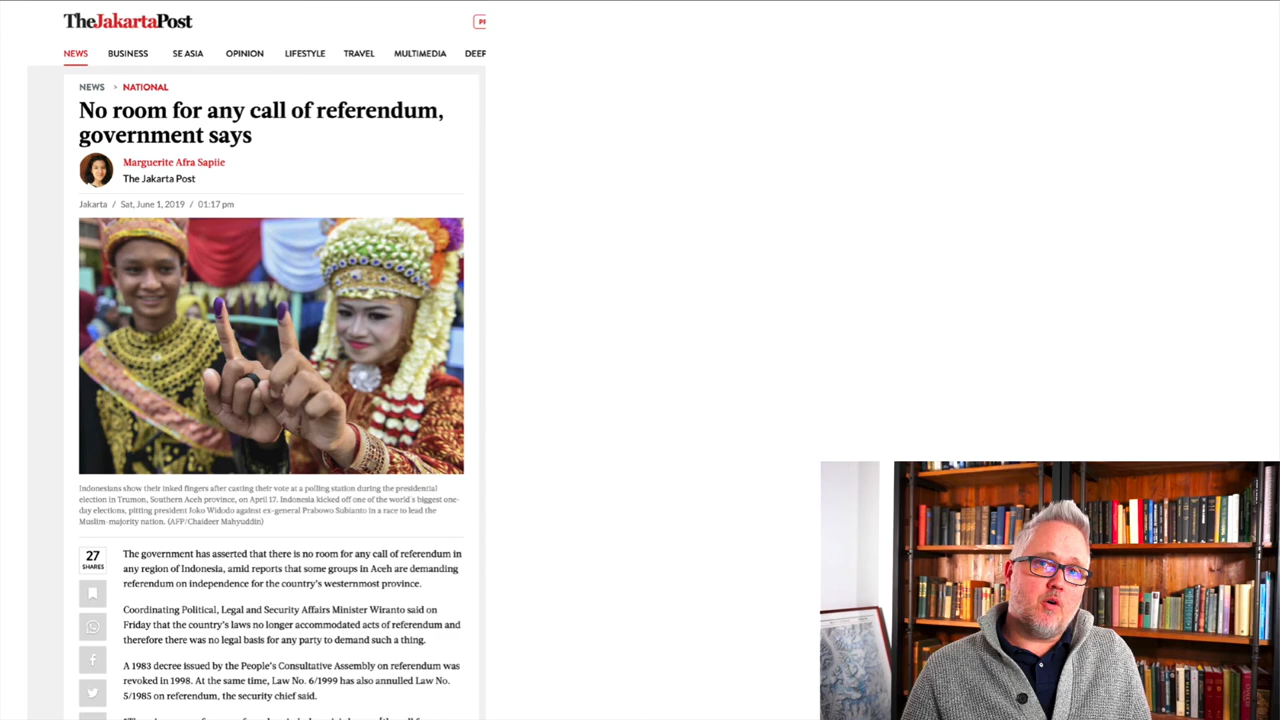 TheJakartaPost
NEWS BUSINESS SE ASIA OPINION LIFESTYLE TRAVEL MULTIMEDIA DEEP
NEWS > NATIONAL
No room for any call of referendum,
government says
Marguerite Afra Sapiie
The Jakarta Post
Jakarta / Sat, June 1, 2019 / 01:17 pm
Indonesians show their inked fingers after casting their vote at a polling station during the presidential
election in Trumon, Southern Aceh province, on April 17. Indonesia kicked off one of the world's biggest one-
day elections, pitting president Joko Widodo against ex-general Prabowo Subianto in a race to lead the
Muslim-majority nation. (AFP/Chaideer Mahyuddin)
27
SHARES
The government has asserted that there is no room for any call of referendum in
any region of Indonesia, amid reports that some groups in Aceh are demanding
referendum on independence for the country's westernmost province.
Coordinating Political, Legal and Security Affairs Minister Wiranto said on
Friday that the country's laws no longer accommodated acts of referendum and
therefore there was no legal basis for any party to demand such a thing.
A 1983 decree issued by the People's Consultative Assembly on referendum was
revoked in 1998. At the same time, Law No. 6/1999 has also annulled Law No.
5/1985 on referendum, the security chief said.